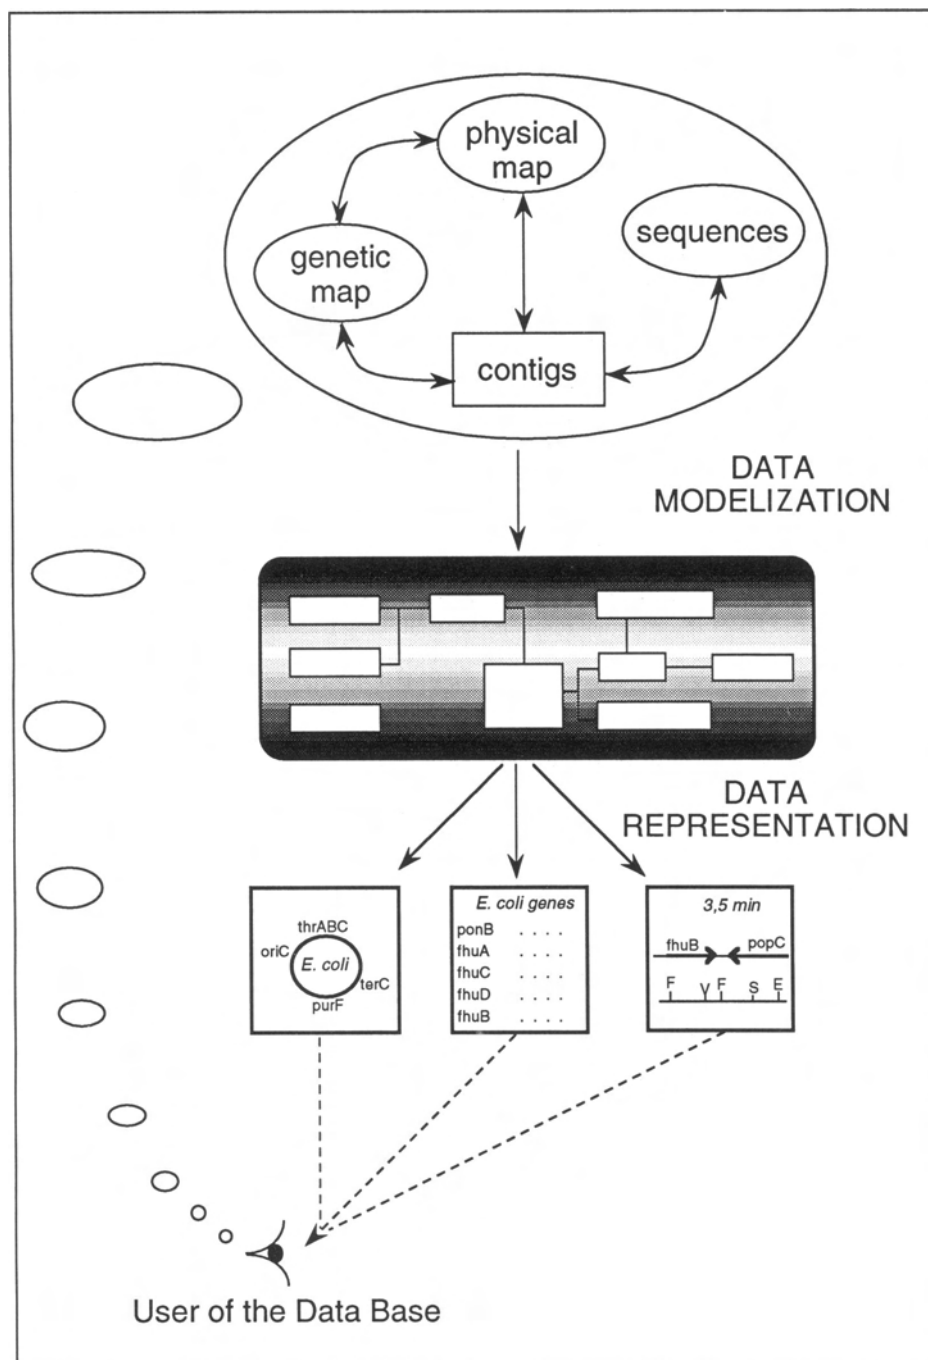 physical
map
sequences
genetic
map
contigs
DATA
MODELIZATION
DATA
REPRESENTATION
thrABC
oriC
E. coli
terC
purF
E. coli genes
ponB . . . .
fhuA . . . .
fhuC . . . .
fhuD . . . .
fhuB . . . .
3,5 min
fhuB popC
F V F S E
User of the Data Base